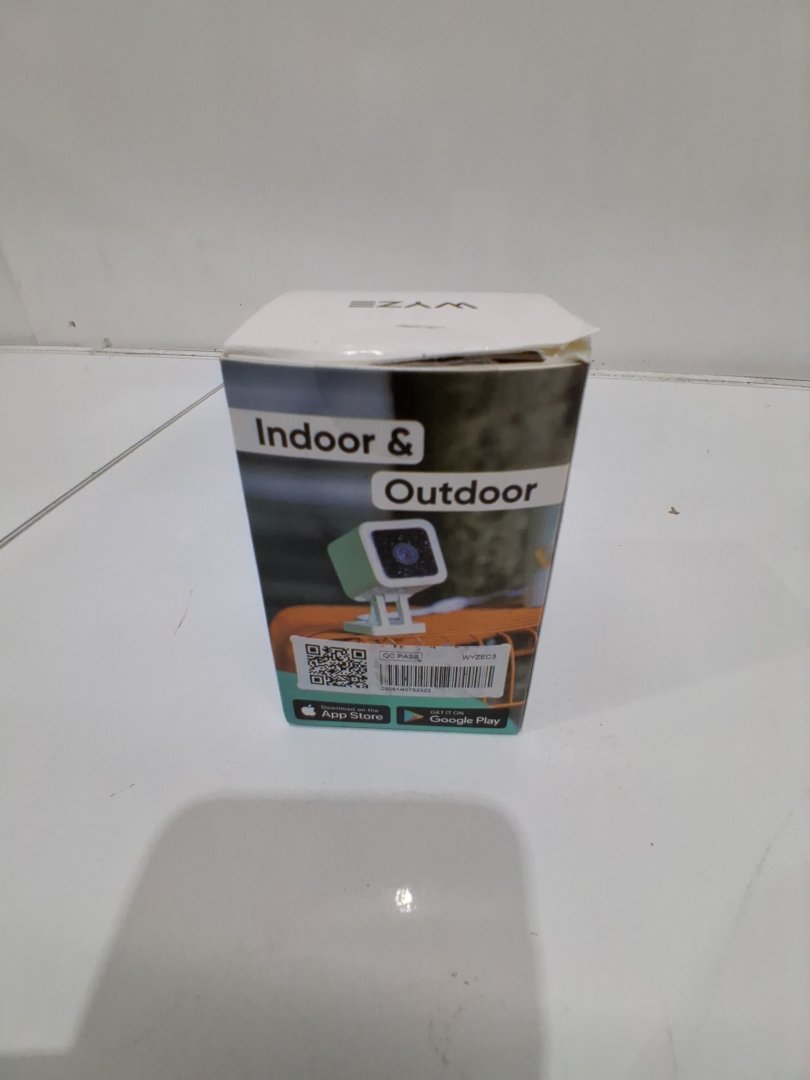 WYZE
Indoor &
Outdoor
QC PASS
WYZEC3
Download on the
App Store
GET IT ON
Google Play